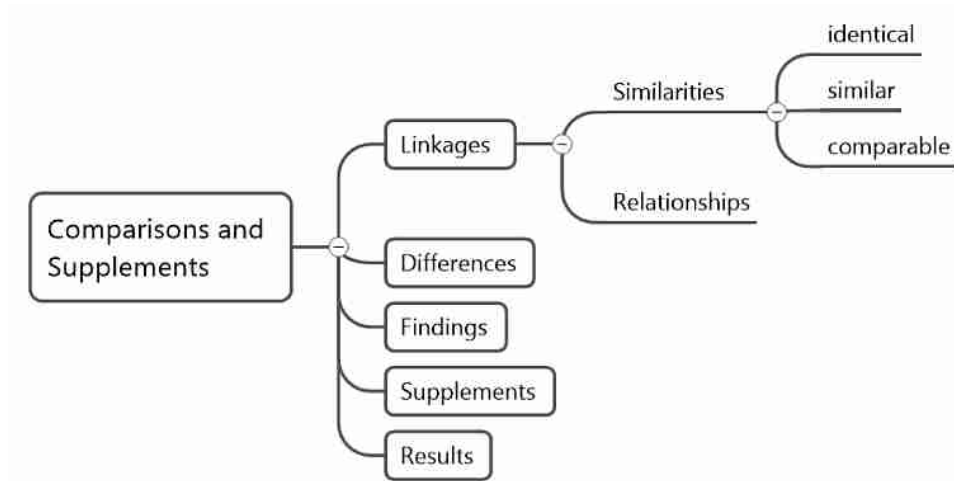 Comparisons and
Supplements
Linkages
Similarities
identical
similar
comparable
Relationships
Differences
Findings
Supplements
Results